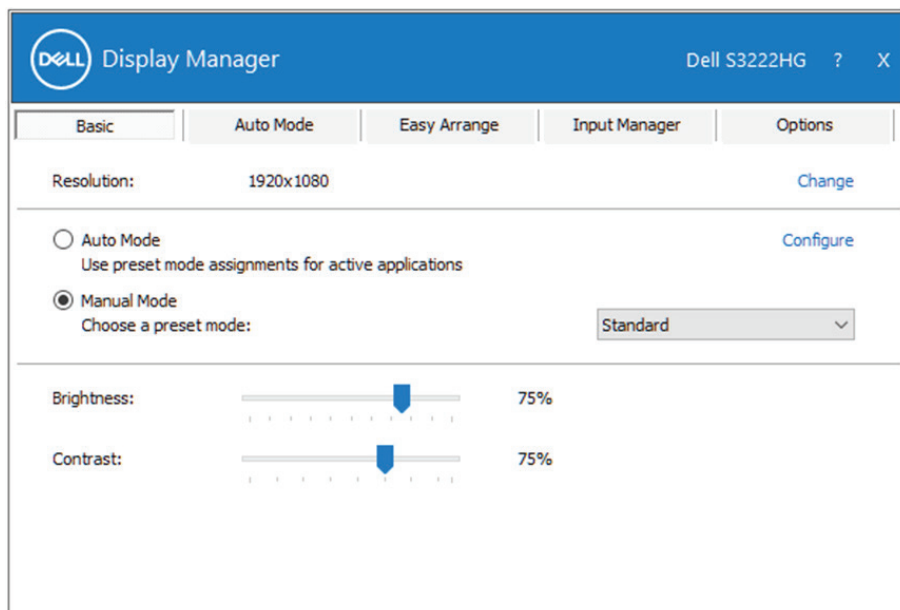 DELL Display Manager Dell S3222HG ? X
Basic Auto Mode Easy Arrange Input Manager Options
Resolution: 1920x1080 Change
Auto Mode Configure
Use preset mode assignments for active applications
Manual Mode
Choose a preset mode: Standard
Brightness: 75%
Contrast: 75%